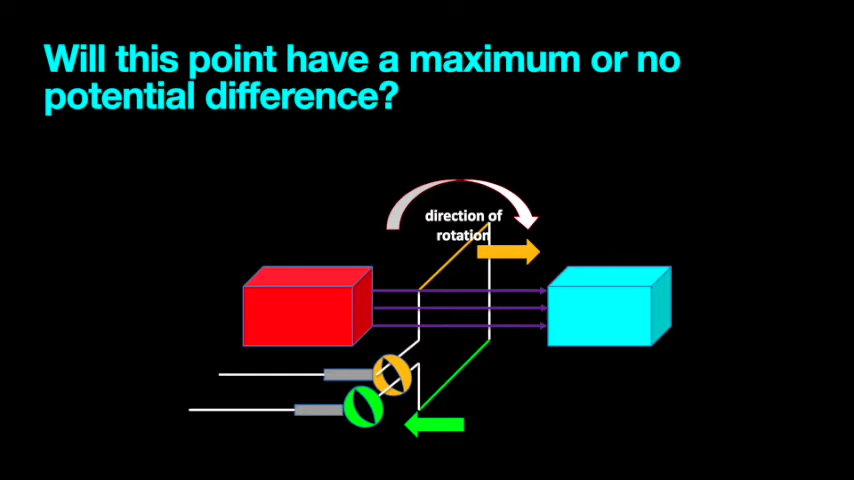 Will this point have a maximum or no
potential difference?
direction of
rotation